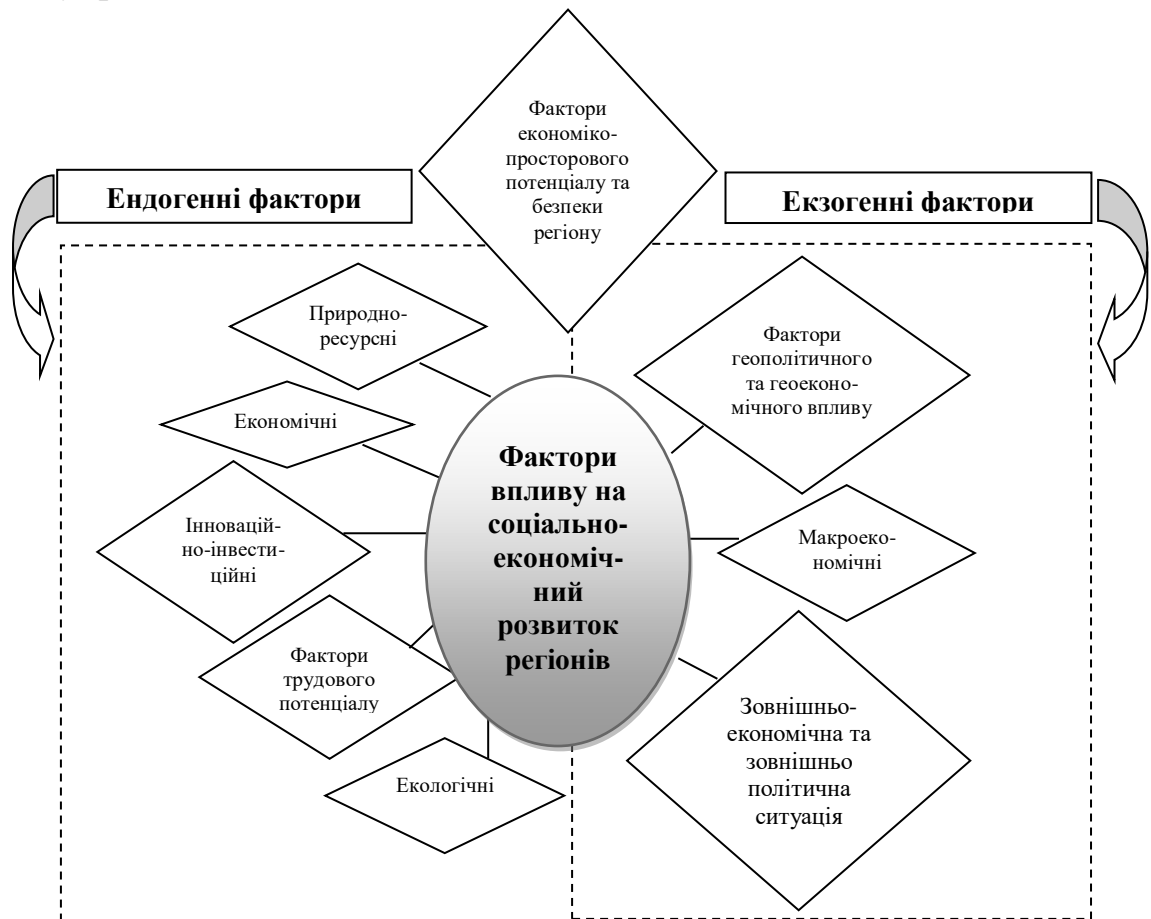 Фактори
економіко-
просторового
потенціалу та
безпеки
регіону
Ендогенні фактори
Екзогенні фактори
Природно-
ресурсні
Економічні
Інновацій-
но-інвести-
ційні
Фактори
трудового
потенціалу
Екологічні
Фактори
впливу на
соціально-
економіч-
ний
розвиток
регіонів
Фактори
геополітичного
та геоеконо-
мічного впливу
Макроеко-
номічні
Зовнішньо-
економічна та
зовнішньо
політична
ситуація